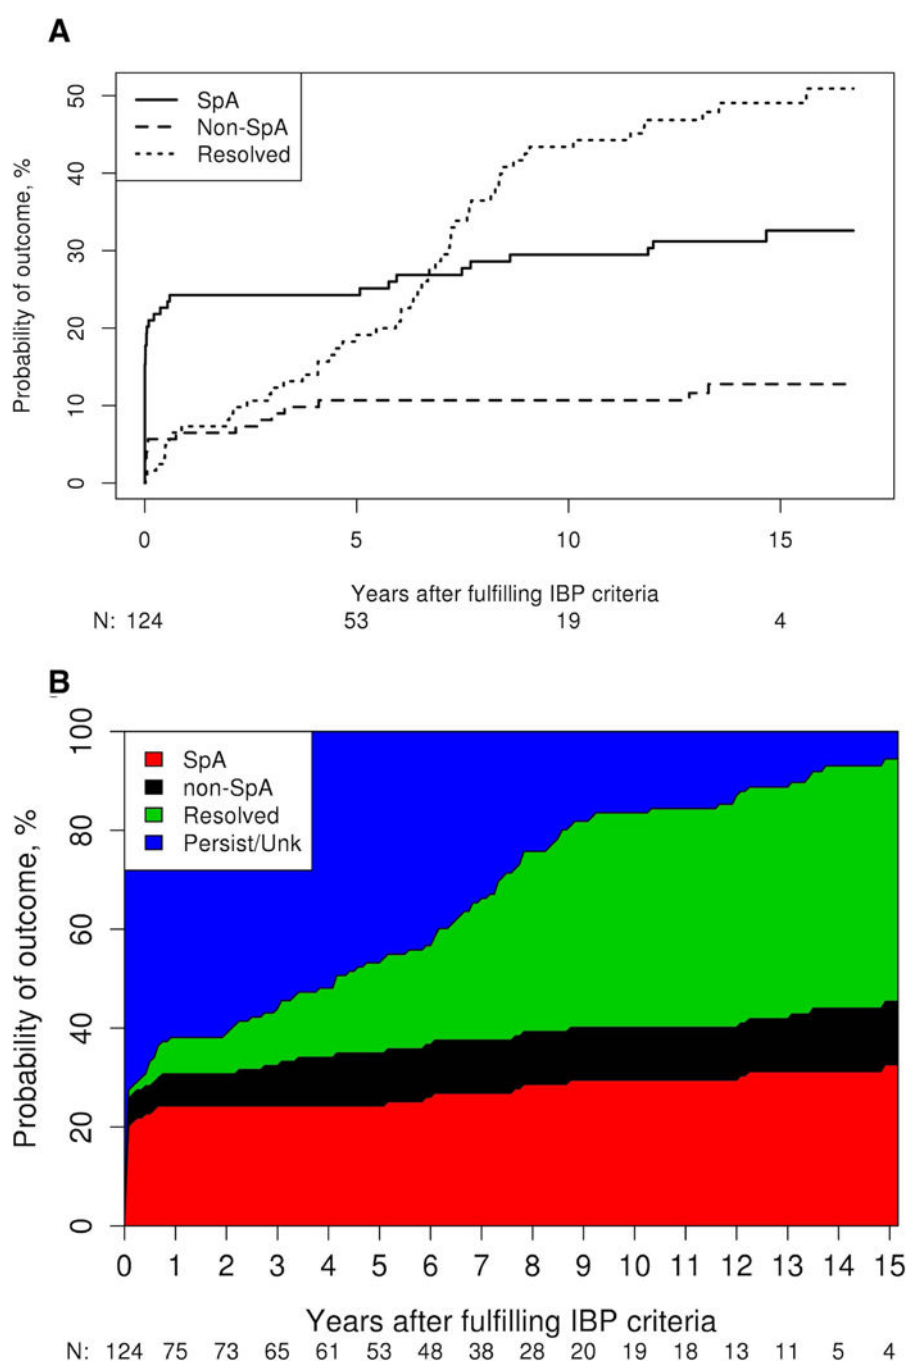 A
SpA
Non-SpA
Resolved
Probability of outcome, %
0
10
20
30
40
50
0 5 10 15
Years after fulfilling IBP criteria
N: 124 53 19 4
B
SpA
non-SpA
Resolved
Persist/Unk
Probability of outcome, %
0
20
40
60
80
100
0 1 2 3 4 5 6 7 8 9 10 11 12 13 14 15
Years after fulfilling IBP criteria
N: 124 75 73 65 61 53 48 38 28 20 19 18 13 11 5 4